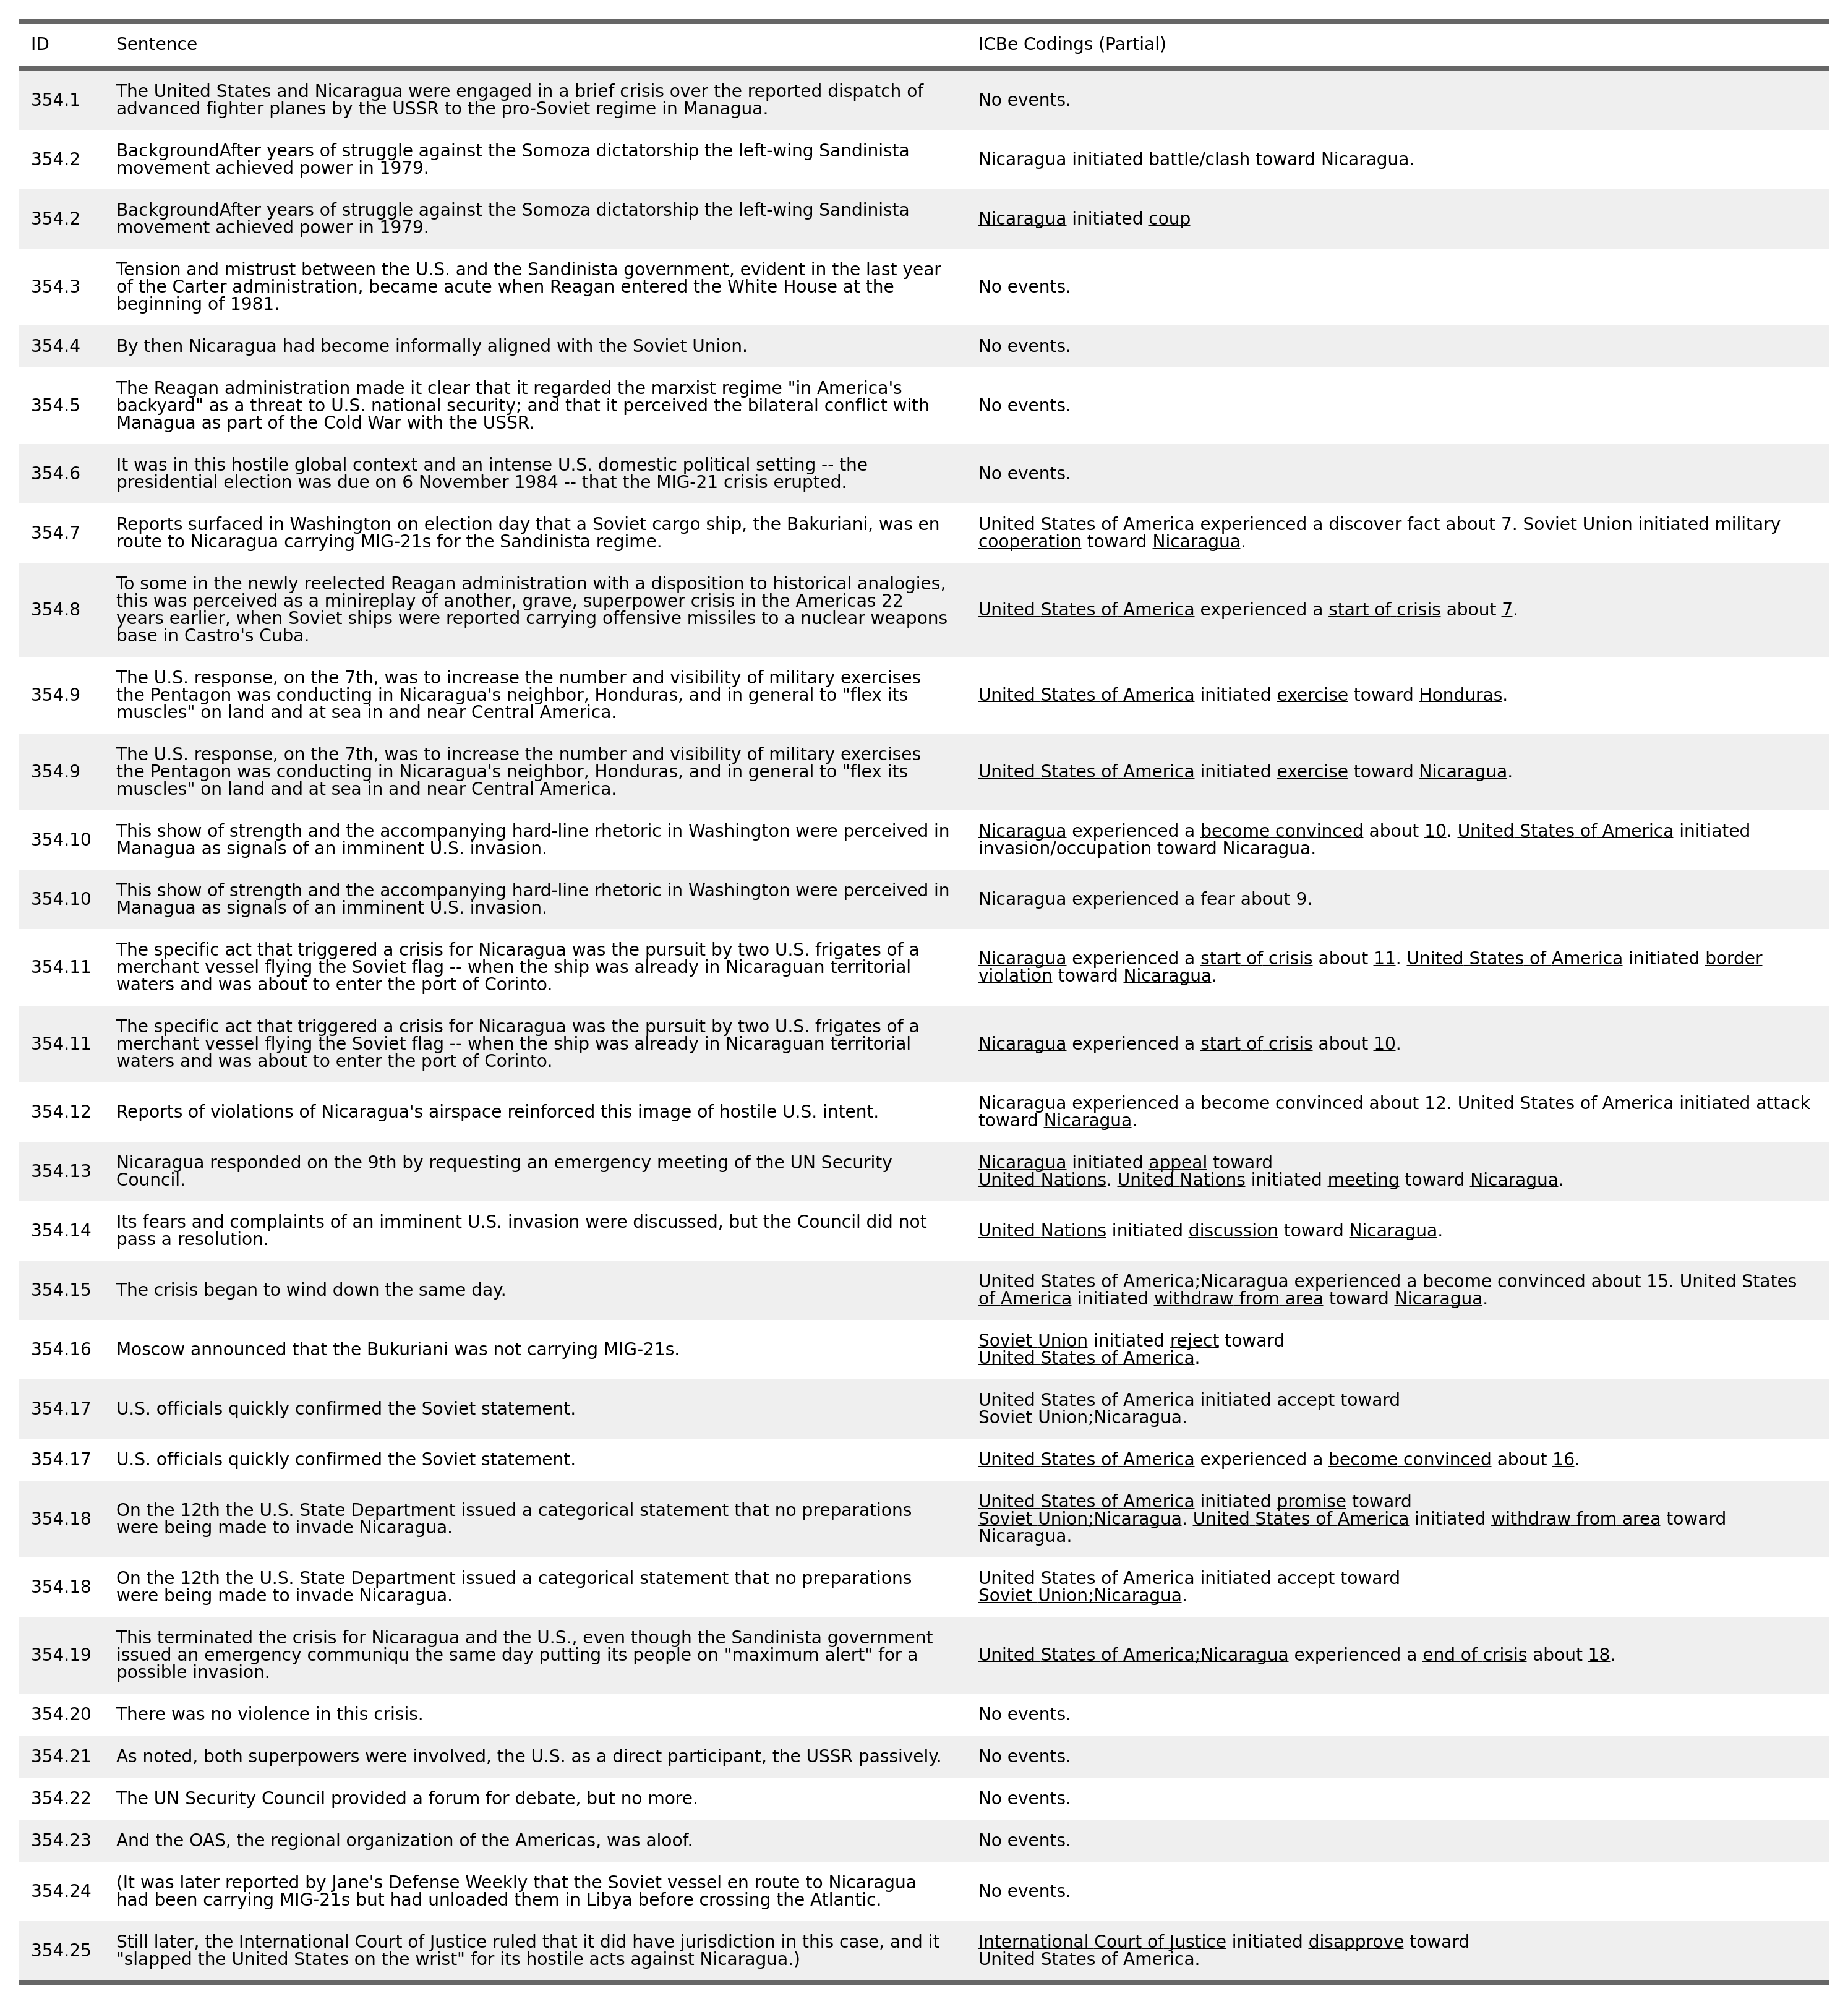 ID Sentence ICBe Codings (Partial)
354.1 The United States and Nicaragua were engaged in a brief crisis over the reported dispatch of
advanced fighter planes by the USSR to the pro-Soviet regime in Managua. No events.
354.2 BackgroundAfter years of struggle against the Somoza dictatorship the left-wing Sandinista
movement achieved power in 1979. Nicaragua initiated battle/clash toward Nicaragua.
354.2 BackgroundAfter years of struggle against the Somoza dictatorship the left-wing Sandinista
movement achieved power in 1979. Nicaragua initiated coup
354.3 Tension and mistrust between the U.S. and the Sandinista government, evident in the last year
of the Carter administration, became acute when Reagan entered the White House at the
beginning of 1981. No events.
354.4 By then Nicaragua had become informally aligned with the Soviet Union. No events.
354.5 The Reagan administration made it clear that it regarded the marxist regime "in America's
backyard" as a threat to U.S. national security; and that it perceived the bilateral conflict with
Managua as part of the Cold War with the USSR. No events.
354.6 It was in this hostile global context and an intense U.S. domestic political setting -- the
presidential election was due on 6 November 1984 -- that the MIG-21 crisis erupted. No events.
354.7 Reports surfaced in Washington on election day that a Soviet cargo ship, the Bakuriani, was en
route to Nicaragua carrying MIG-21s for the Sandinista regime.
United States of America experienced a discover fact about 7. Soviet Union initiated military
cooperation toward Nicaragua.
354.8 To some in the newly reelected Reagan administration with a disposition to historical analogies,
this was perceived as a minireplay of another, grave, superpower crisis in the Americas 22
years earlier, when Soviet ships were reported carrying offensive missiles to a nuclear weapons
base in Castro's Cuba.
United States of America experienced a start of crisis about 7.
354.9 The U.S. response, on the 7th, was to increase the number and visibility of military exercises
the Pentagon was conducting in Nicaragua's neighbor, Honduras, and in general to "flex its
muscles" on land and at sea in and near Central America.
United States of America initiated exercise toward Honduras.
354.9 The U.S. response, on the 7th, was to increase the number and visibility of military exercises
the Pentagon was conducting in Nicaragua's neighbor, Honduras, and in general to "flex its
muscles" on land and at sea in and near Central America.
United States of America initiated exercise toward Nicaragua.
354.10 This show of strength and the accompanying hard-line rhetoric in Washington were perceived in
Managua as signals of an imminent U.S. invasion.
Nicaragua experienced a become convinced about 10. United States of America initiated
invasion/occupation toward Nicaragua.
354.10 This show of strength and the accompanying hard-line rhetoric in Washington were perceived in
Managua as signals of an imminent U.S. invasion.
Nicaragua experienced a fear about 9.
354.11 The specific act that triggered a crisis for Nicaragua was the pursuit by two U.S. frigates of a
merchant vessel flying the Soviet flag -- when the ship was already in Nicaraguan territorial
waters and was about to enter the port of Corinto.
Nicaragua experienced a start of crisis about 11. United States of America initiated border
violation toward Nicaragua.
354.11 The specific act that triggered a crisis for Nicaragua was the pursuit by two U.S. frigates of a
merchant vessel flying the Soviet flag -- when the ship was already in Nicaraguan territorial
waters and was about to enter the port of Corinto.
Nicaragua experienced a start of crisis about 10.
354.12 Reports of violations of Nicaragua's airspace reinforced this image of hostile U.S. intent.
Nicaragua experienced a become convinced about 12. United States of America initiated attack
toward Nicaragua.
354.13 Nicaragua responded on the 9th by requesting an emergency meeting of the UN Security
Council.
Nicaragua initiated appeal toward
United Nations. United Nations initiated meeting toward Nicaragua.
354.14 Its fears and complaints of an imminent U.S. invasion were discussed, but the Council did not
pass a resolution.
United Nations initiated discussion toward Nicaragua.
354.15 The crisis began to wind down the same day.
United States of America;Nicaragua experienced a become convinced about 15. United States
of America initiated withdraw from area toward Nicaragua.
354.16 Moscow announced that the Bukuriani was not carrying MIG-21s.
Soviet Union initiated reject toward
United States of America.
354.17 U.S. officials quickly confirmed the Soviet statement.
United States of America initiated accept toward
Soviet Union;Nicaragua.
354.17 U.S. officials quickly confirmed the Soviet statement.
United States of America experienced a become convinced about 16.
354.18 On the 12th the U.S. State Department issued a categorical statement that no preparations
were being made to invade Nicaragua.
United States of America initiated promise toward
Soviet Union;Nicaragua. United States of America initiated withdraw from area toward
Nicaragua.
354.18 On the 12th the U.S. State Department issued a categorical statement that no preparations
were being made to invade Nicaragua.
United States of America initiated accept toward
Soviet Union;Nicaragua.
354.19 This terminated the crisis for Nicaragua and the U.S., even though the Sandinista government
issued an emergency communiqu the same day putting its people on "maximum alert" for a
possible invasion.
United States of America;Nicaragua experienced a end of crisis about 18.
354.20 There was no violence in this crisis. No events.
354.21 As noted, both superpowers were involved, the U.S. as a direct participant, the USSR passively. No events.
354.22 The UN Security Council provided a forum for debate, but no more. No events.
354.23 And the OAS, the regional organization of the Americas, was aloof. No events.
354.24 (It was later reported by Jane's Defense Weekly that the Soviet vessel en route to Nicaragua
had been carrying MIG-21s but had unloaded them in Libya before crossing the Atlantic. No events.
354.25 Still later, the International Court of Justice ruled that it did have jurisdiction in this case, and it
"slapped the United States on the wrist" for its hostile acts against Nicaragua.)
International Court of Justice initiated disapprove toward
United States of America.